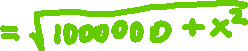 = √(1000000 + x²)